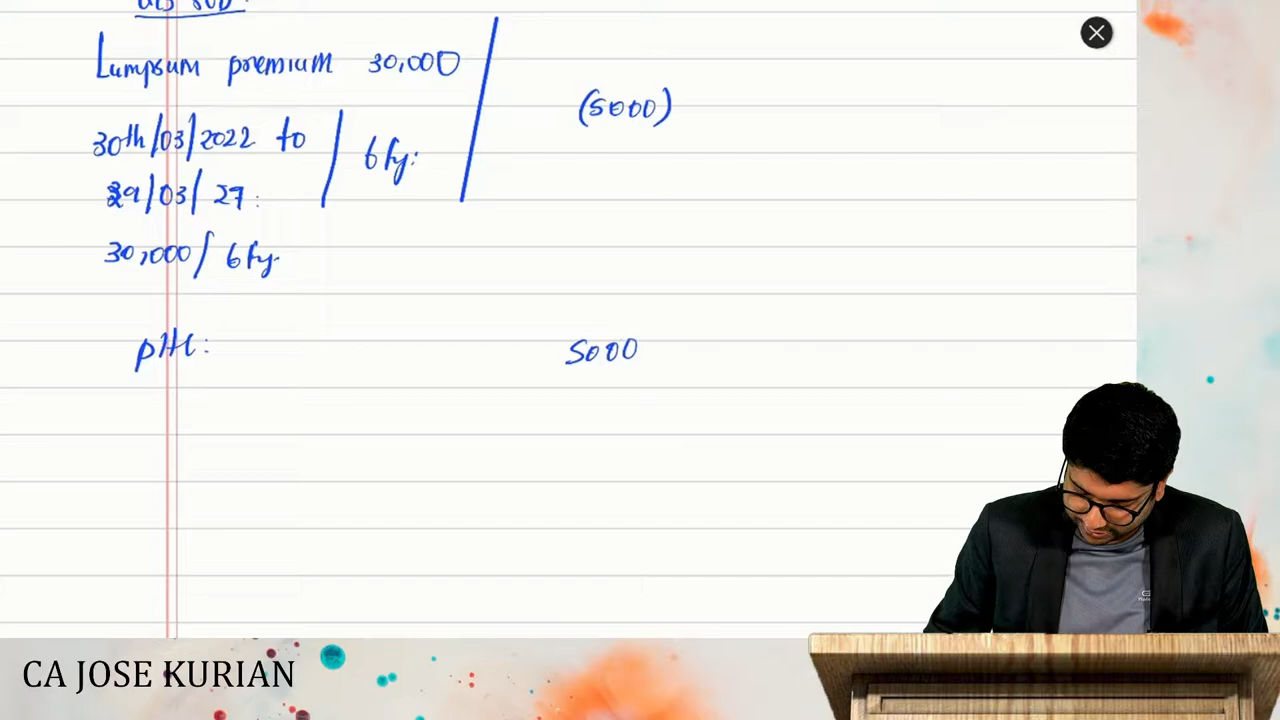 Lumpsum premium 30,000
(5000)
30th/03/2022 to
6 fy.
29/03/27
30,000/ 6 fy.
PHC: 5000
CA JOSE KURIAN